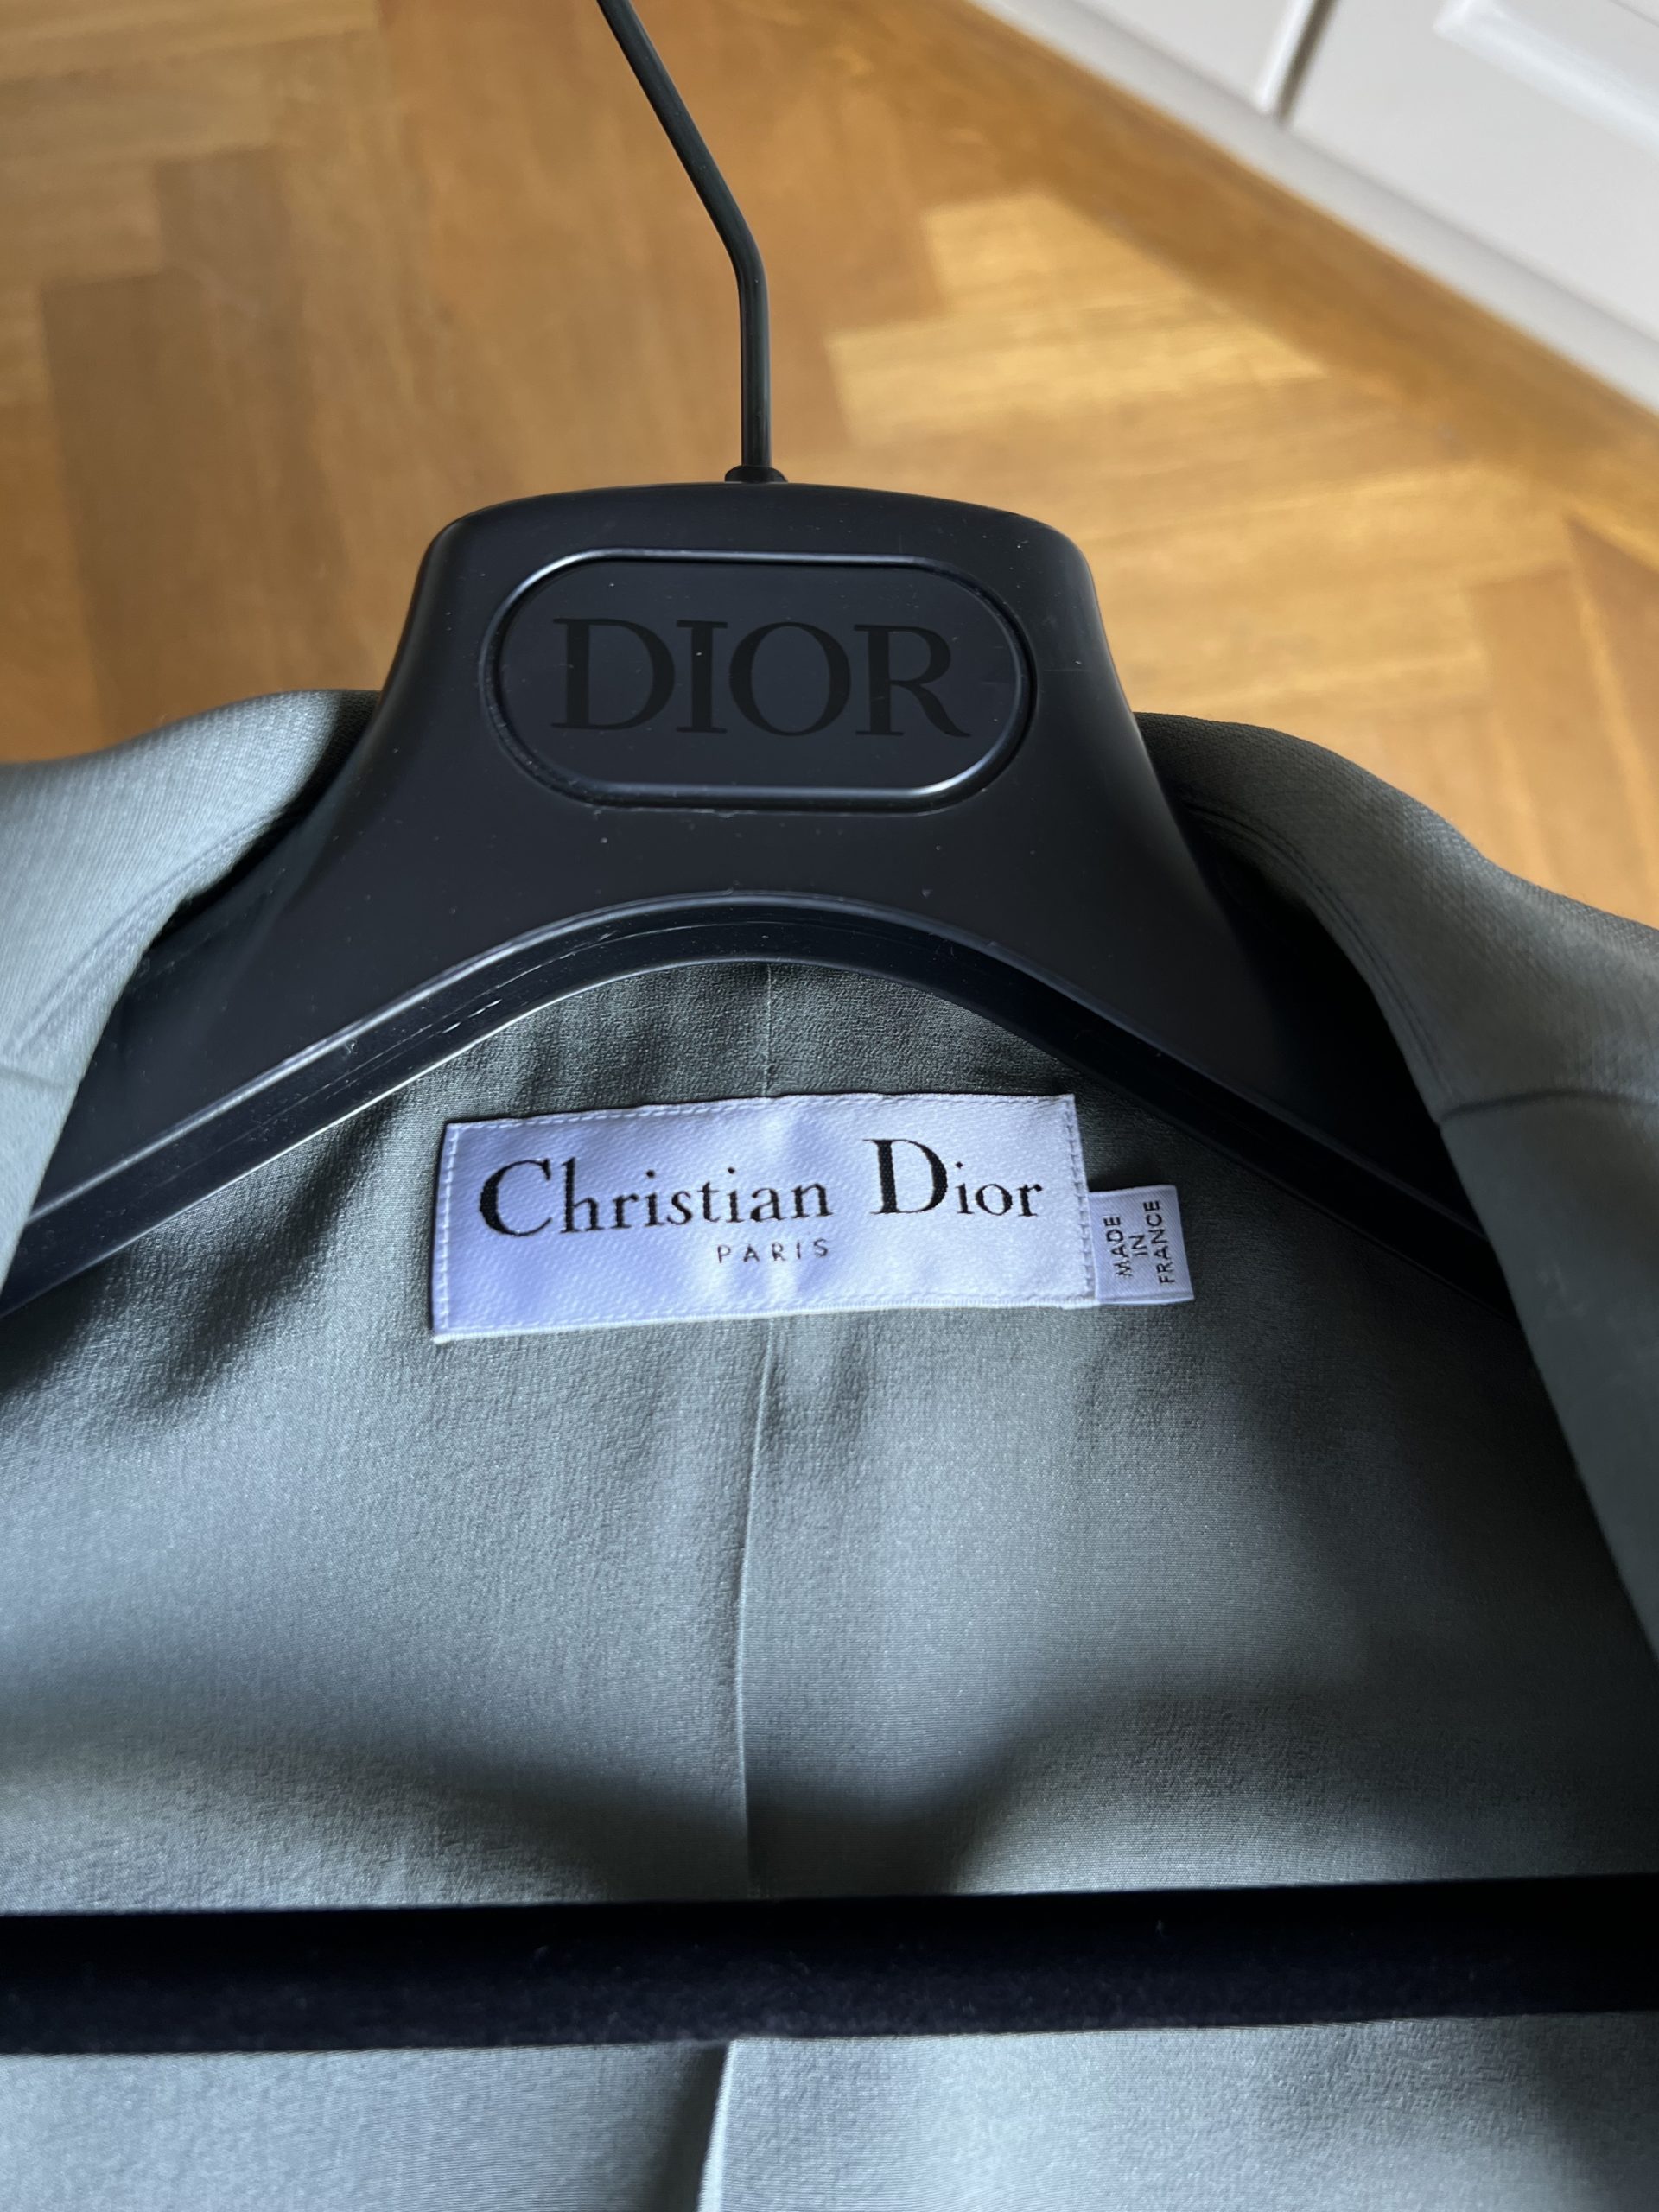 DIOR
Christian Dior
PARIS
MADE
IN
FRANCE